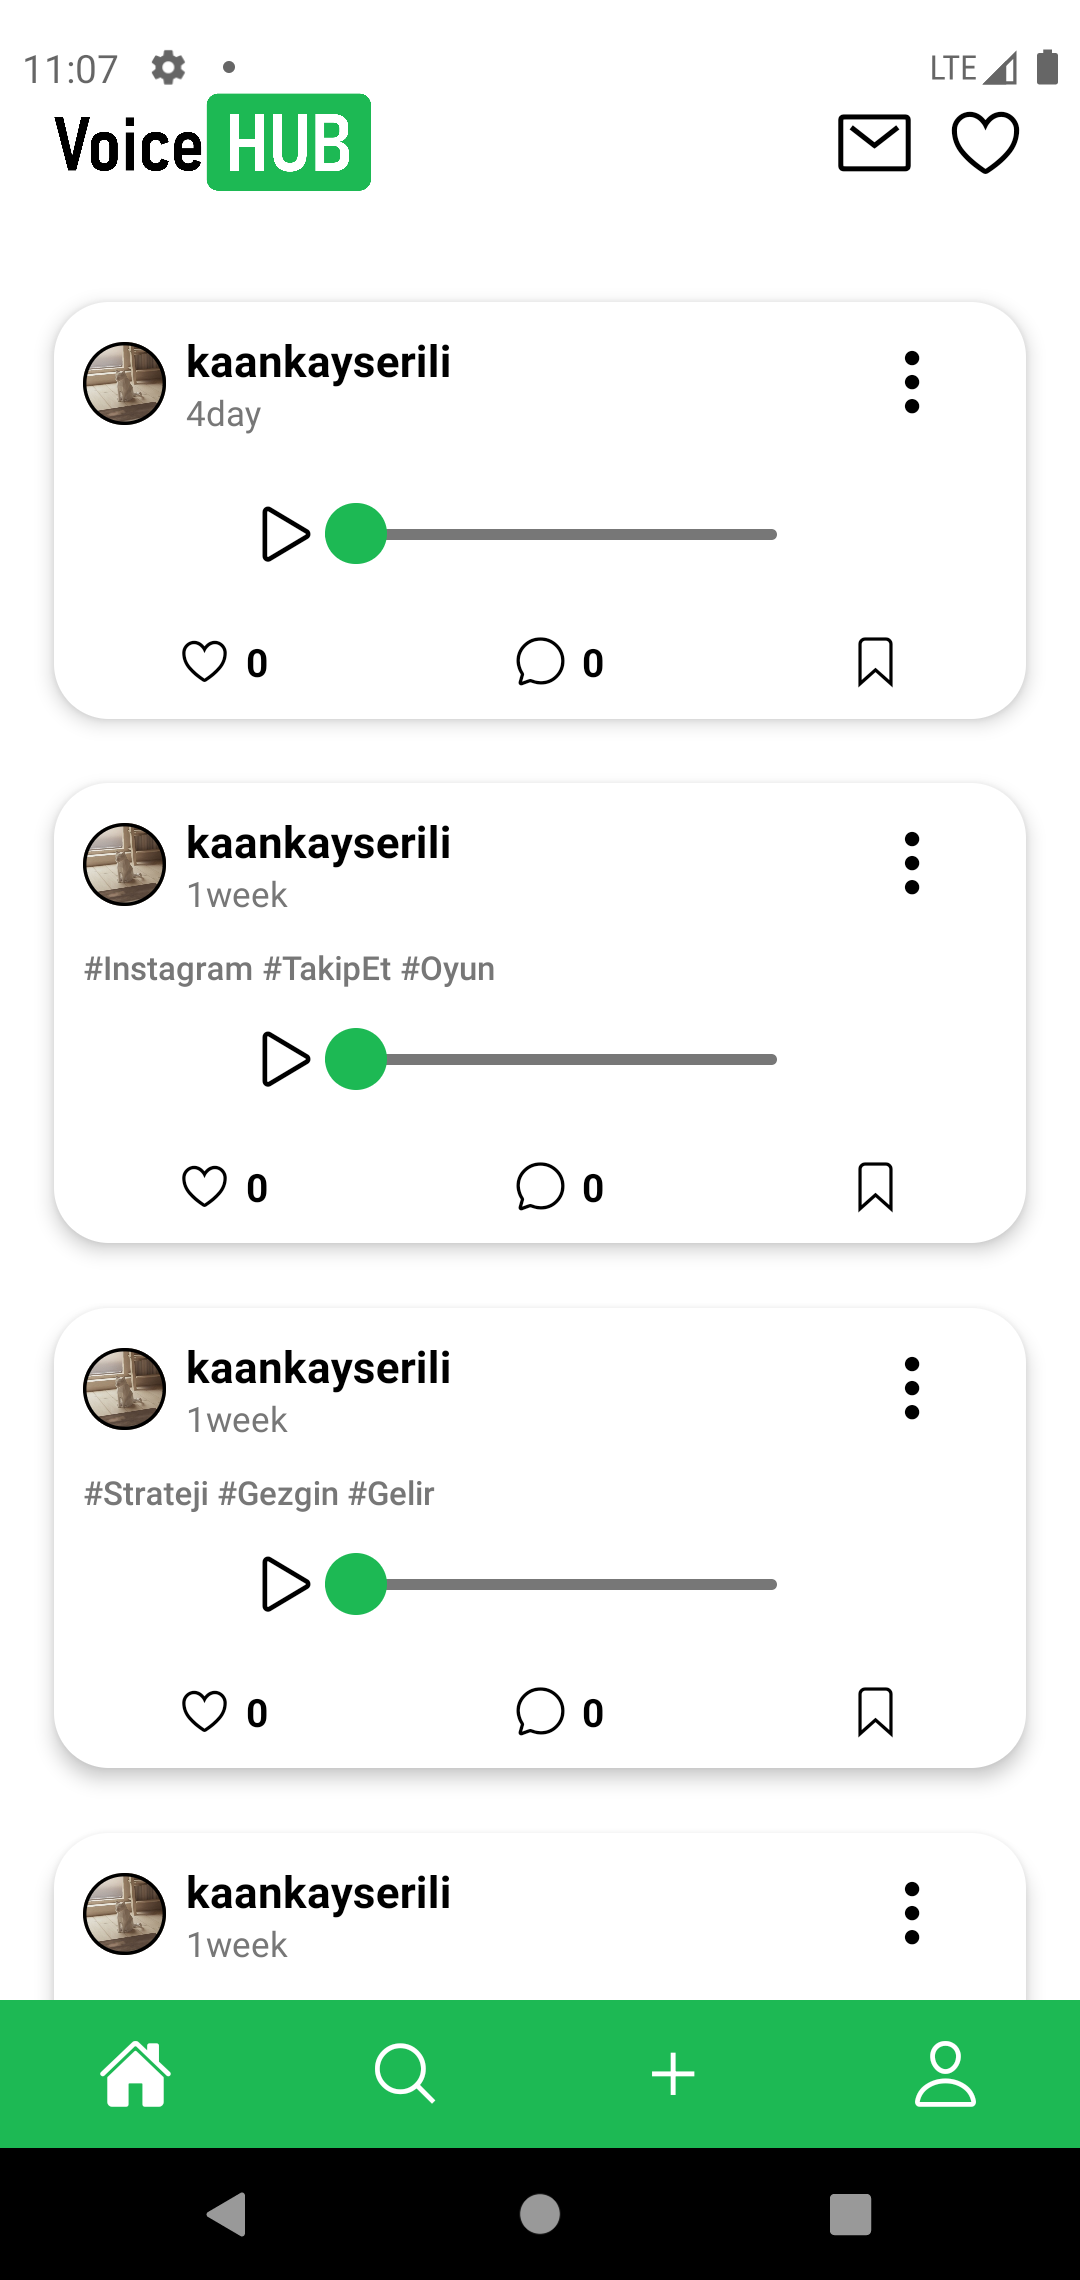 11:07
LTE
Voice HUB
kaankayserili
4day
0 0
kaankayserili
1week
#Instagram #TakipEt #Oyun
0 0
kaankayserili
1week
#Strateji #Gezgin #Gelir
0 0
kaankayserili
1week